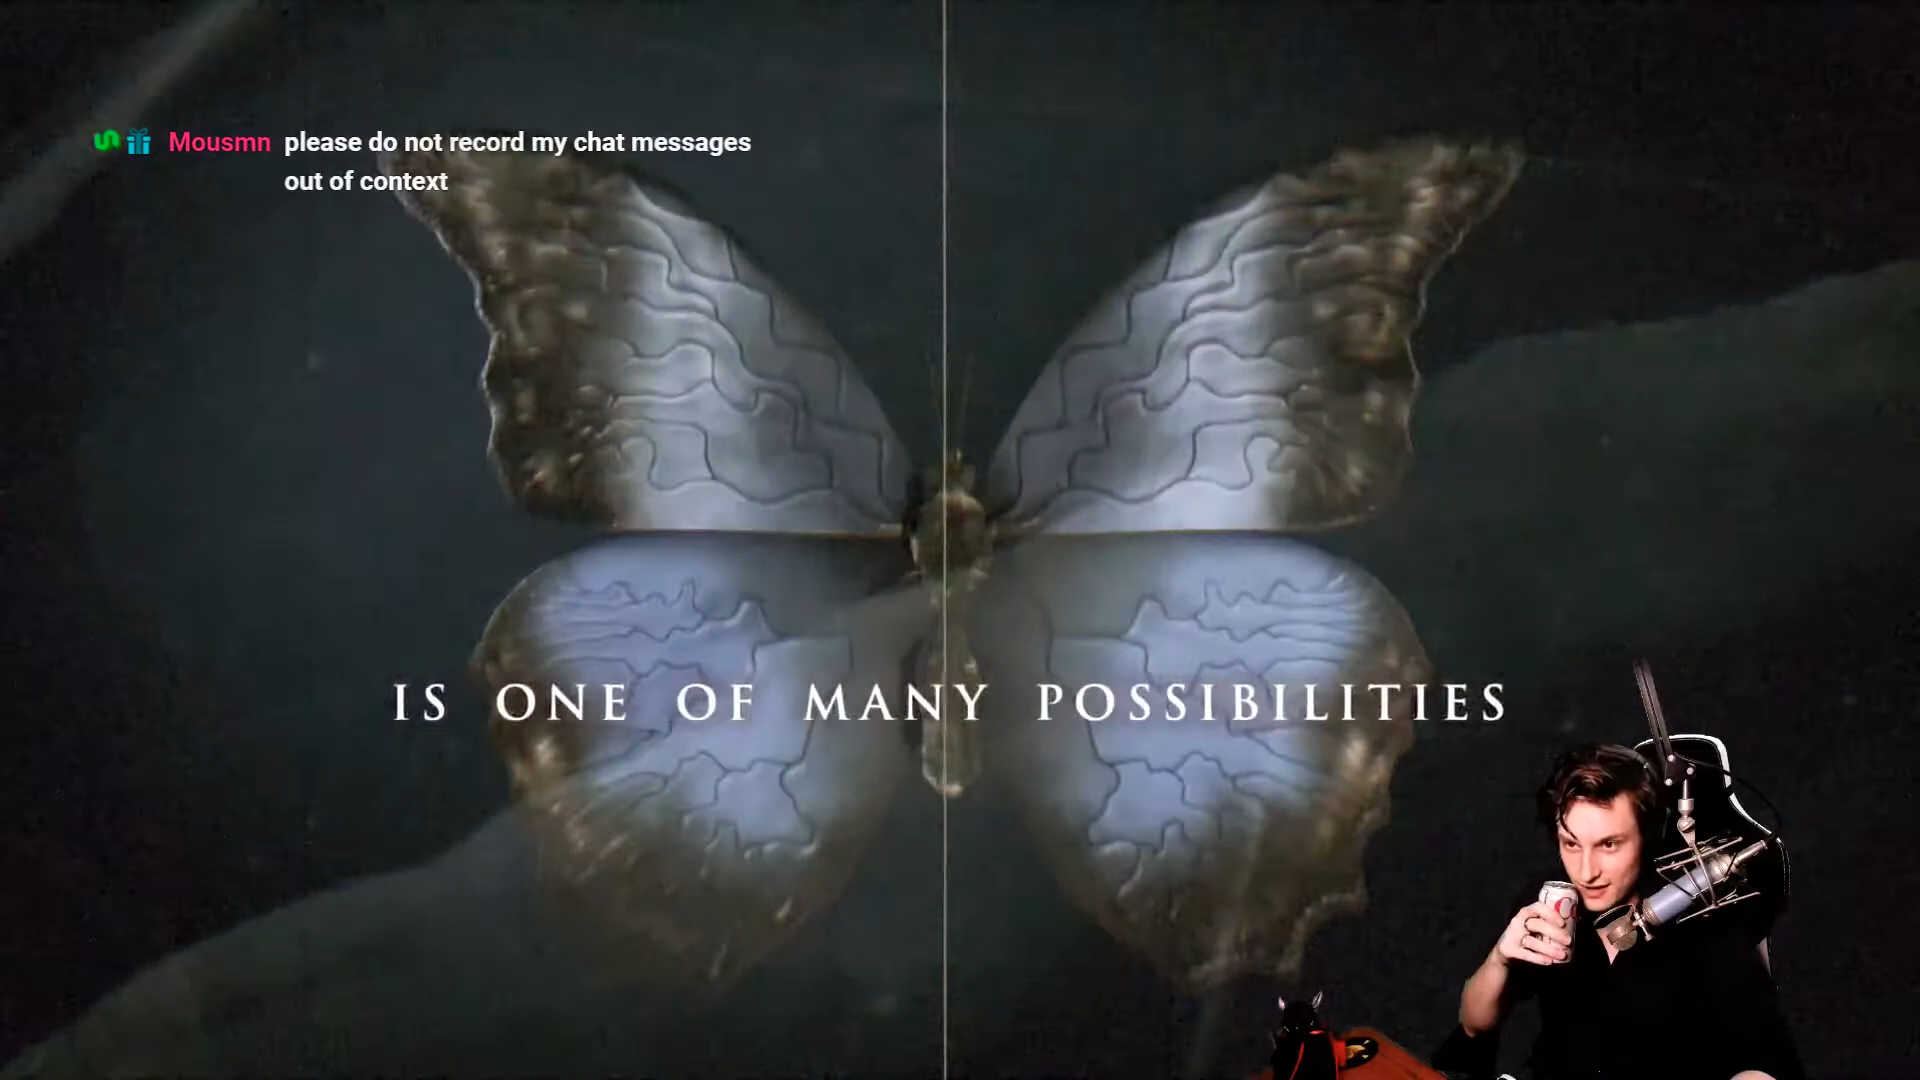 Mousmn please do not record my chat messages
out of context
IS ONE OF MANY POSSIBILITIES